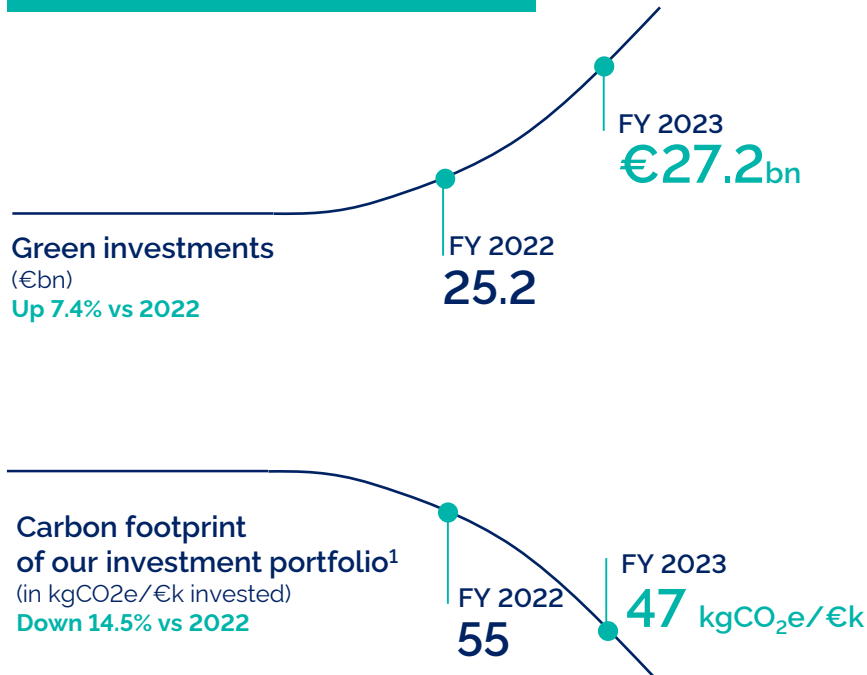 FY 2023
€27.2bn
Green investments
(€bn)
Up 7.4% vs 2022
FY 2022
25.2
Carbon footprint
of our investment portfolio¹
(in kgCO2e/€k invested)
Down 14.5% vs 2022
FY 2022
55
FY 2023
47 kgCO₂e/€k